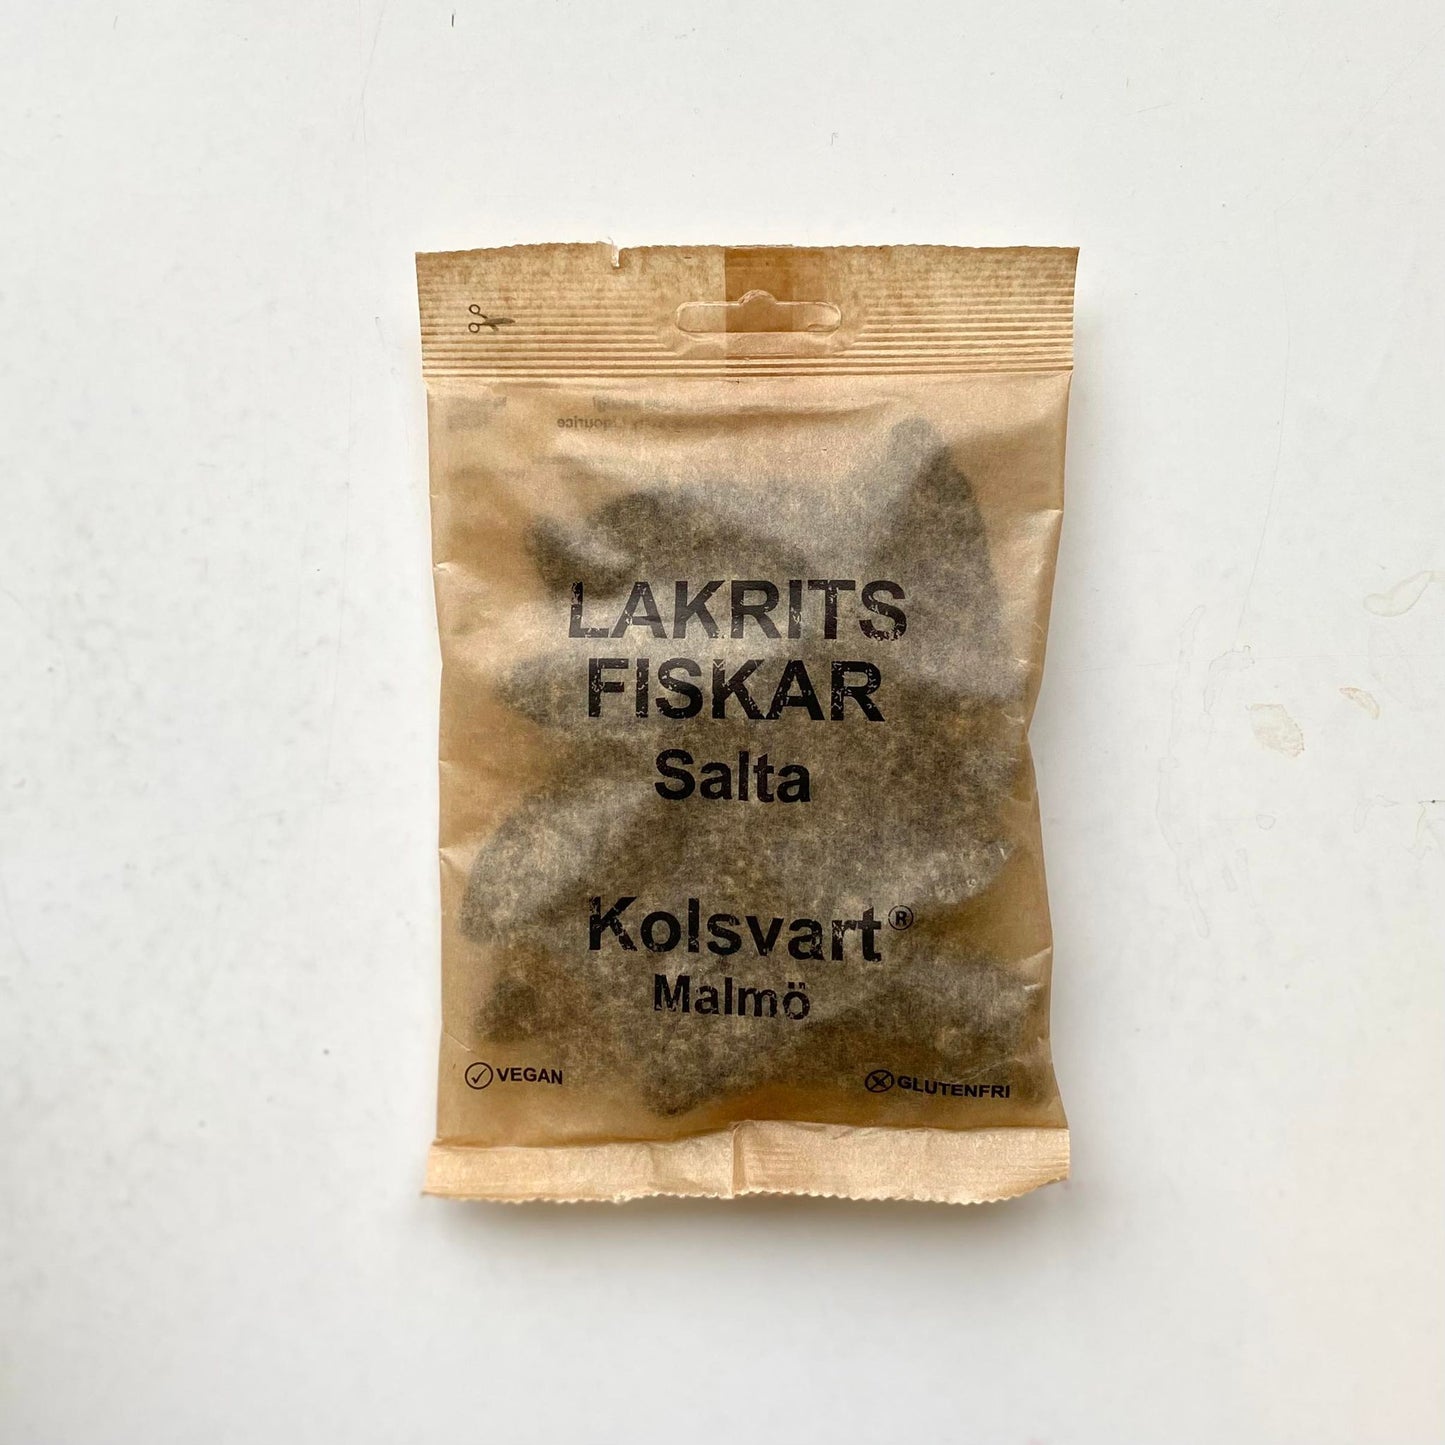 LAKRITS
FISKAR
Salta
Kolsvart®
Malmö
VEGAN
GLUTENFRI